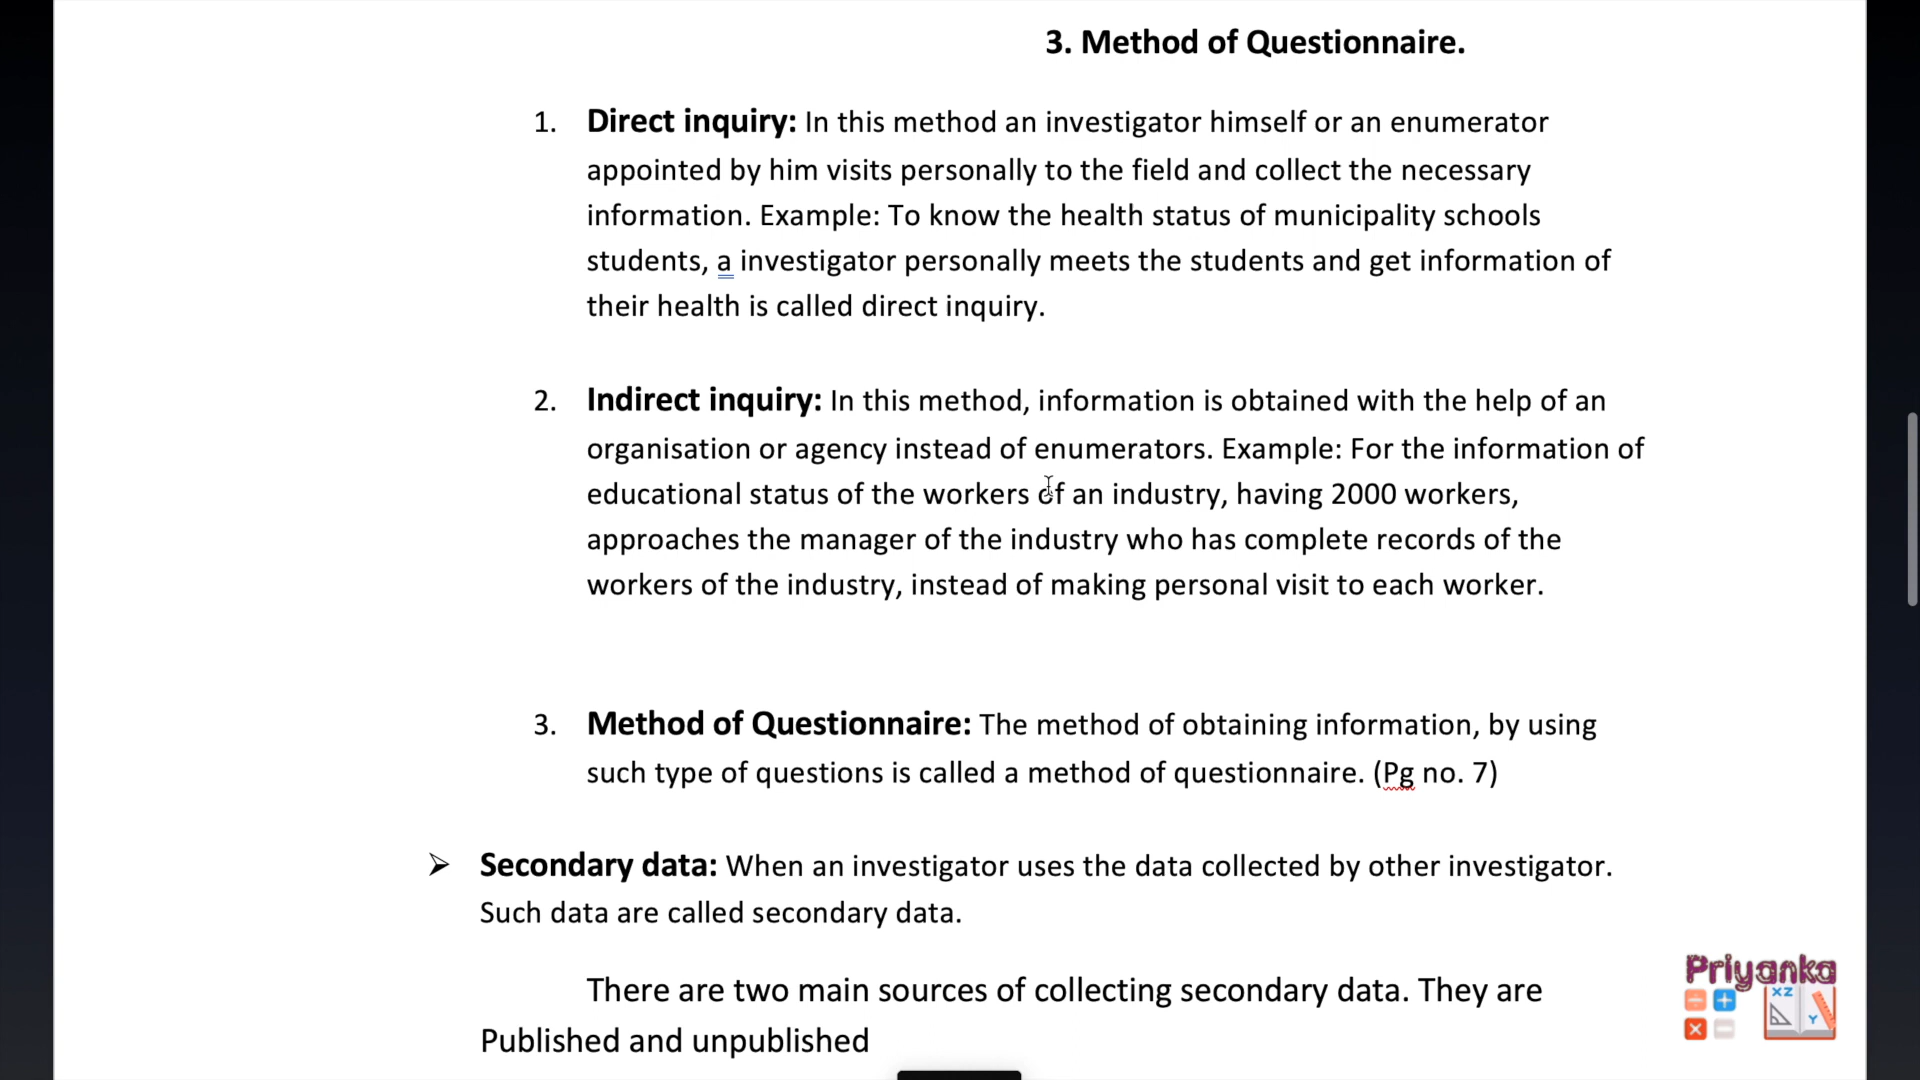 3. Method of Questionnaire.
1. Direct inquiry: In this method an investigator himself or an enumerator
appointed by him visits personally to the field and collect the necessary
information. Example: To know the health status of municipality schools
students, a investigator personally meets the students and get information of
their health is called direct inquiry.
2. Indirect inquiry: In this method, information is obtained with the help of an
organisation or agency instead of enumerators. Example: For the information of
educational status of the workers of an industry, having 2000 workers,
approaches the manager of the industry who has complete records of the
workers of the industry, instead of making personal visit to each worker.
3. Method of Questionnaire: The method of obtaining information, by using
such type of questions is called a method of questionnaire. (Pg no. 7)
➢ Secondary data: When an investigator uses the data collected by other investigator.
Such data are called secondary data.
There are two main sources of collecting secondary data. They are
Published and unpublished
Priyanka
XZ
Y